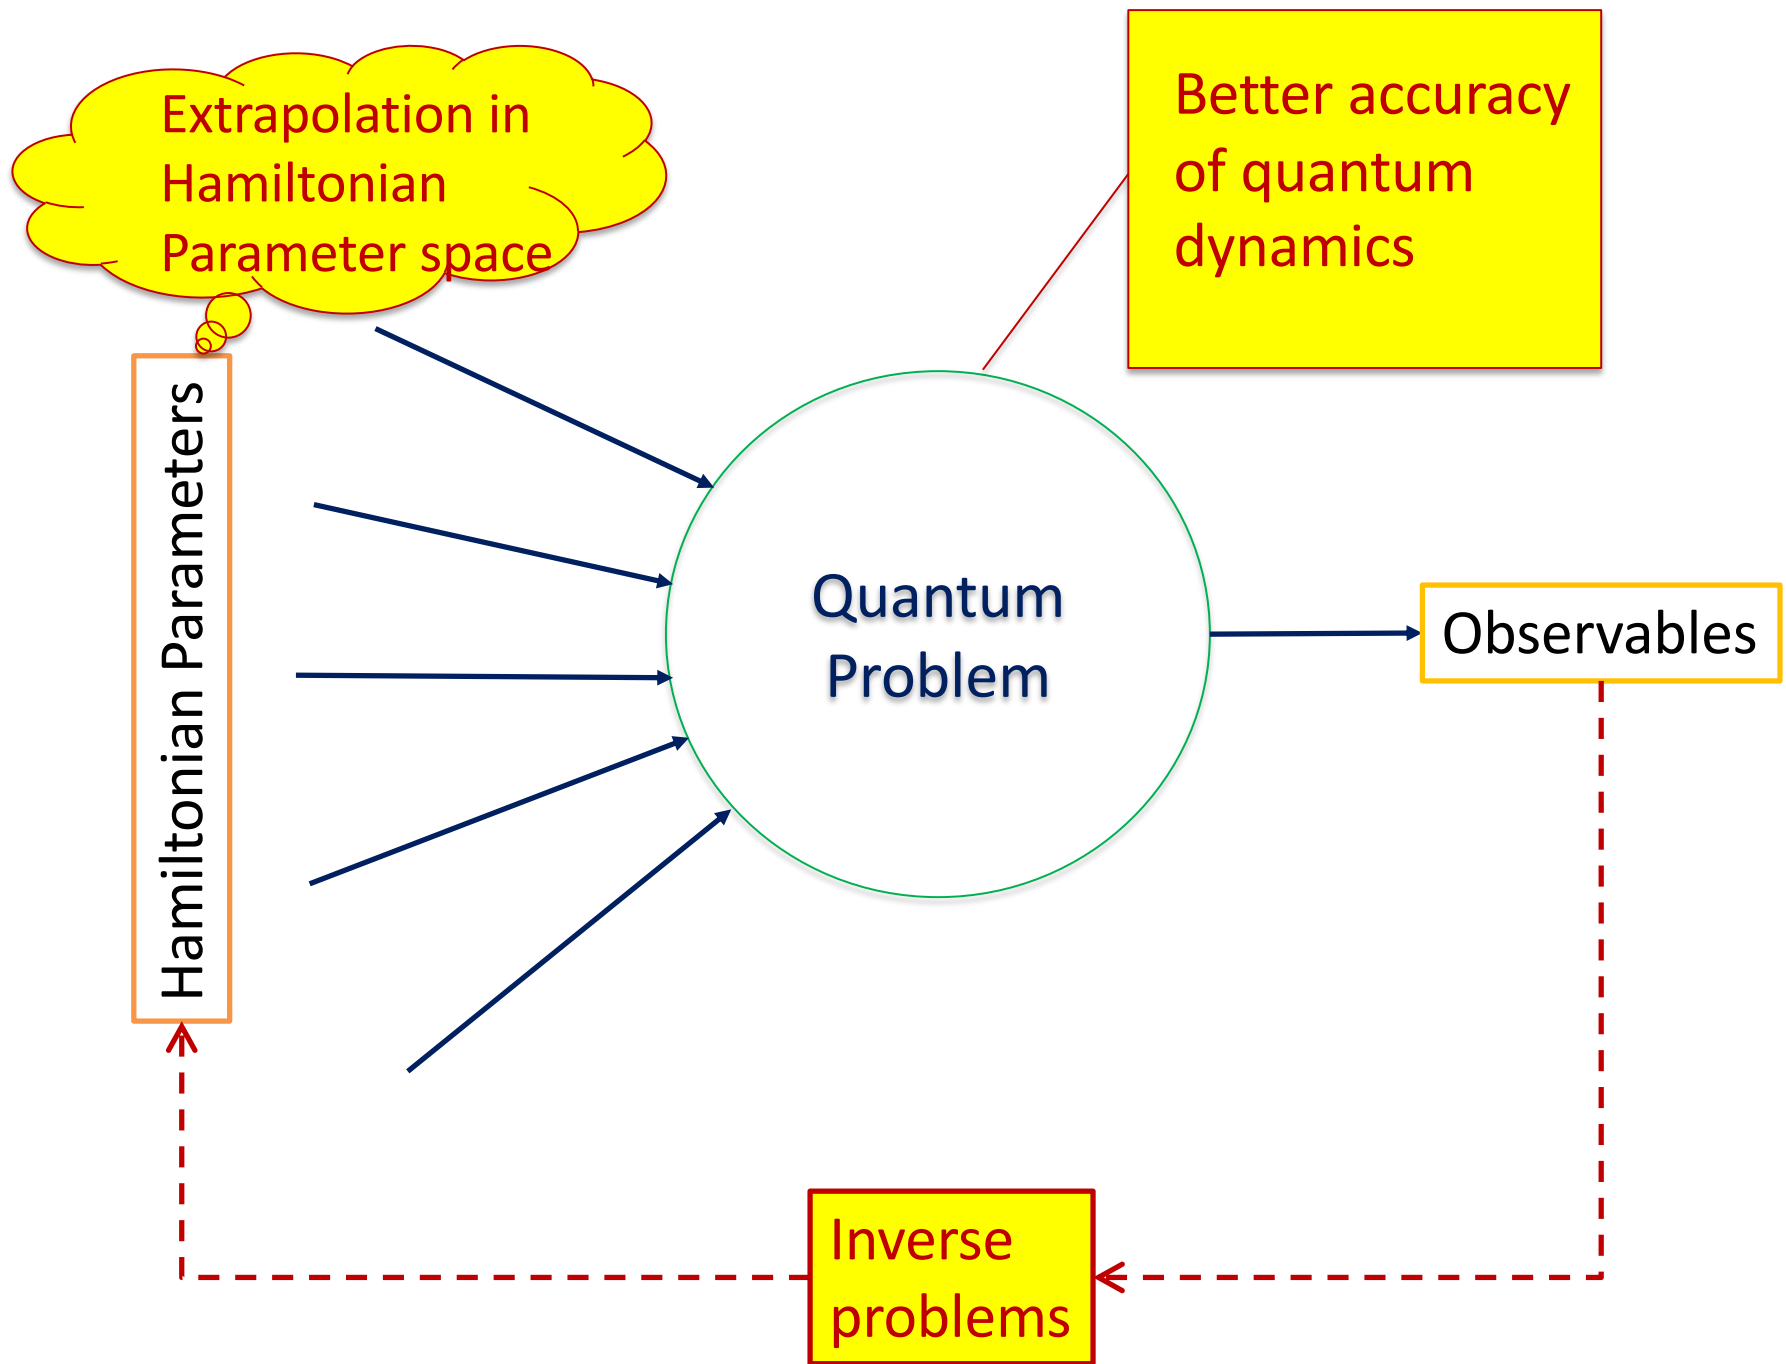 Extrapolation in
Hamiltonian
Parameter space
Better accuracy
of quantum
dynamics
Hamiltonian Parameters
Quantum
Problem
Observables
Inverse
problems